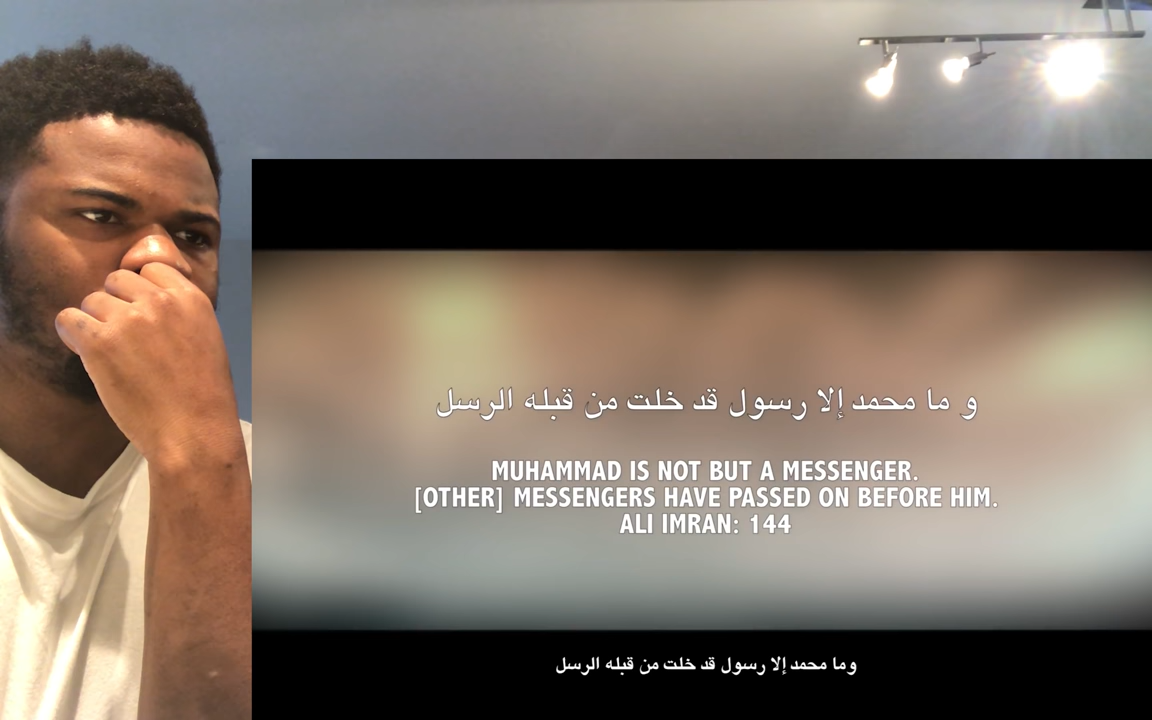 و ما محمد إلا رسول قد خلت من قبله الرسل
MUHAMMAD IS NOT BUT A MESSENGER.
[OTHER] MESSENGERS HAVE PASSED ON BEFORE HIM.
ALI IMRAN: 144
وما محمد إلا رسول قد خلت من قبله الرسل